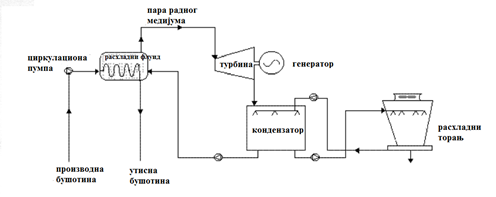 пара радног
медијума
циркулациона
пумпа
расхладни флуид
турбина
генератор
кондензатор
расхладни
торањ
производна
бушотина
утисна
бушотина